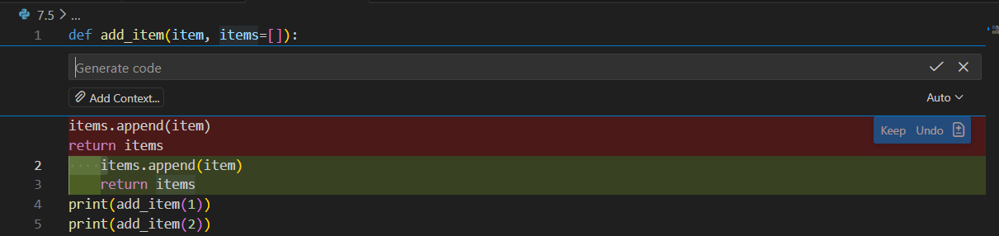 7.5 > ...
1 def add_item(item, items=[]):
Generate code
Add Context...
Auto
items.append(item)
Keep Undo
return items
2 ····items.append(item)
3 return items
4 print(add_item(1))
5 print(add_item(2))